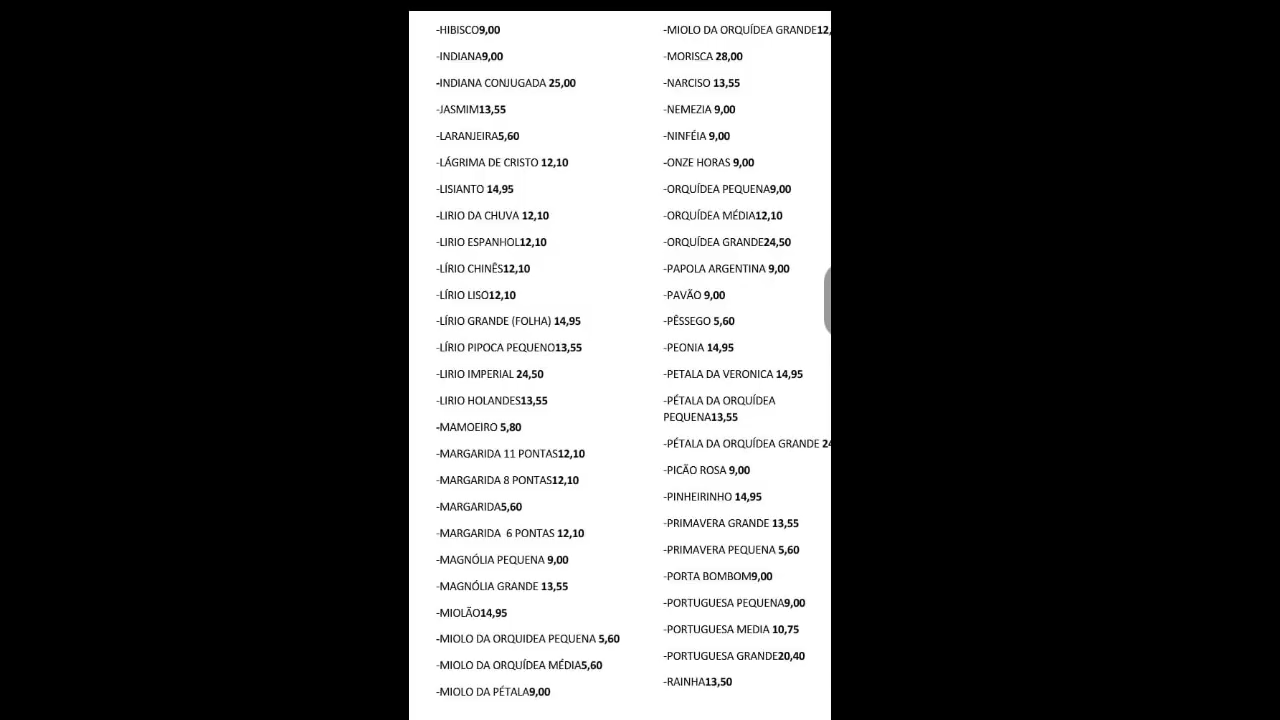 -HIBISCO9,00
-INDIANA9,00
-INDIANA CONJUGADA 25,00
-JASMIM13,55
-LARANJEIRA5,60
-LÁGRIMA DE CRISTO 12,10
-LISIANTO 14,95
-LIRIO DA CHUVA 12,10
-LIRIO ESPANHOL12,10
-LÍRIO CHINÊS12,10
-LÍRIO LISO12,10
-LÍRIO GRANDE (FOLHA) 14,95
-LÍRIO PIPOCA PEQUENO13,55
-LIRIO IMPERIAL 24,50
-LIRIO HOLANDES13,55
-MAMOEIRO 5,80
-MARGARIDA 11 PONTAS12,10
-MARGARIDA 8 PONTAS12,10
-MARGARIDA5,60
-MARGARIDA  6 PONTAS 12,10
-MAGNÓLIA PEQUENA 9,00
-MAGNÓLIA GRANDE 13,55
-MIOLÃO14,95
-MIOLO DA ORQUIDEA PEQUENA 5,60
-MIOLO DA ORQUÍDEA MÉDIA5,60
-MIOLO DA PÉTALA9,00
-MIOLO DA ORQUÍDEA GRANDE12,
-MORISCA 28,00
-NARCISO 13,55
-NEMEZIA 9,00
-NINFÉIA 9,00
-ONZE HORAS 9,00
-ORQUÍDEA PEQUENA9,00
-ORQUÍDEA MÉDIA12,10
-ORQUÍDEA GRANDE24,50
-PAPOLA ARGENTINA 9,00
-PAVÃO 9,00
-PÊSSEGO 5,60
-PEONIA 14,95
-PETALA DA VERONICA 14,95
-PÉTALA DA ORQUÍDEA
PEQUENA13,55
-PÉTALA DA ORQUÍDEA GRANDE 24
-PICÃO ROSA 9,00
-PINHEIRINHO 14,95
-PRIMAVERA GRANDE 13,55
-PRIMAVERA PEQUENA 5,60
-PORTA BOMBOM9,00
-PORTUGUESA PEQUENA9,00
-PORTUGUESA MEDIA 10,75
-PORTUGUESA GRANDE20,40
-RAINHA13,50